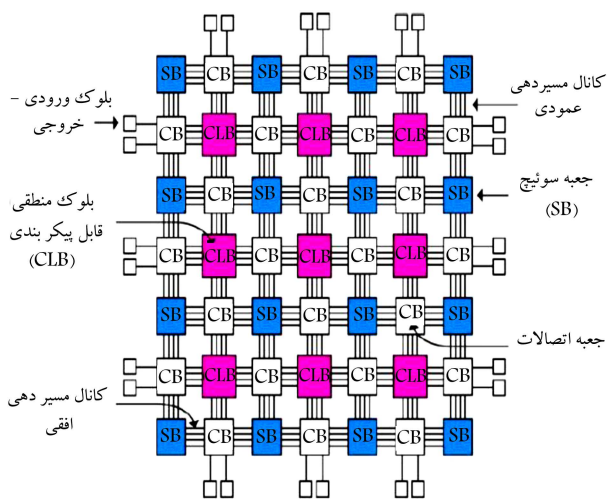 SB CB SB CB SB CB SB
CB CLB CB CLB CB CLB CB
SB CB SB CB SB CB SB
CB CLB CB CLB CB CLB CB
SB CB SB CB SB CB SB
CB CLB CB CLB CB CLB CB
SB CB SB CB SB CB SB
کانال مسیردهی
عمودی
بلوک ورودی –
خروجی
جعبه سوئیچ
(SB)
بلوک منطقی
قابل پیکر بندی
(CLB)
جعبه اتصالات
کانال مسیر دهی
افقی